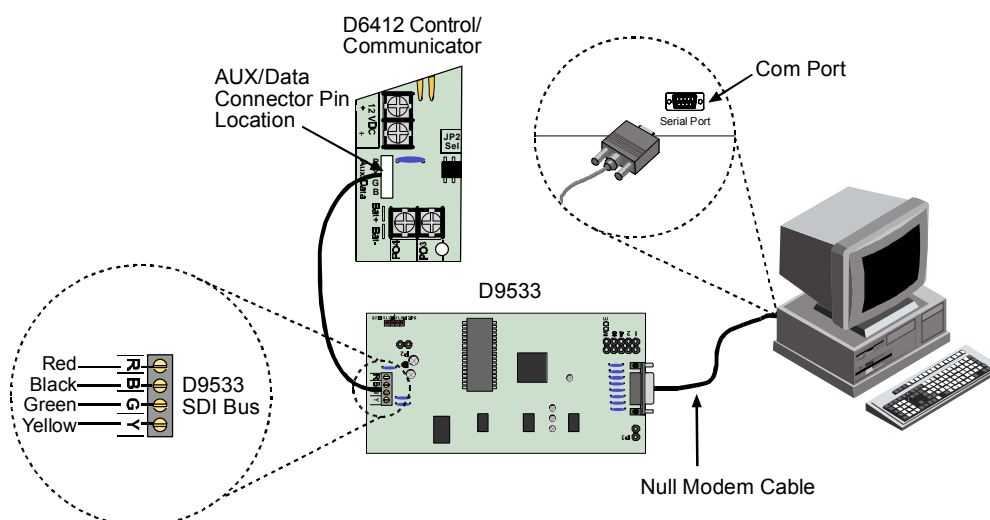 D6412 Control/
Communicator
AUX/Data
Connector Pin
Location
12 VDC
+
JP2
Sel
Aux Data
G
B
Bat+ Bat-
PO4
PO3
Com Port
Serial Port
D9533
MODE
R B G Y
P3
Red
Black
Green
Yellow
R
B
G
Y
D9533
SDI Bus
Null Modem Cable